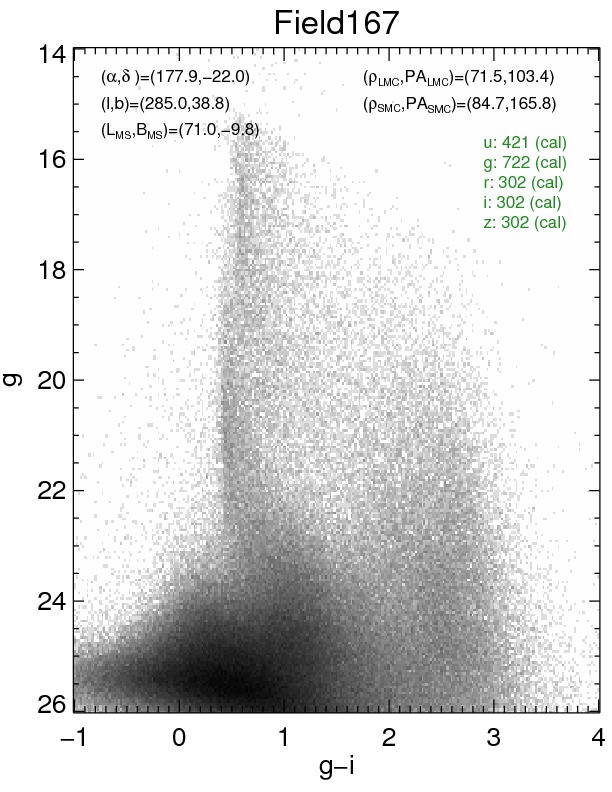 Field167
(α,δ )=(177.9,−22.0)
(ρLMC,PALMC)=(71.5,103.4)
(l,b)=(285.0,38.8)
(ρSMC,PASMC)=(84.7,165.8)
(LMS,BMS)=(71.0,−9.8)
u: 421 (cal)
g: 722 (cal)
r: 302 (cal)
i: 302 (cal)
z: 302 (cal)
14
16
18
20
22
24
26
g
−1 0 1 2 3 4
g−i